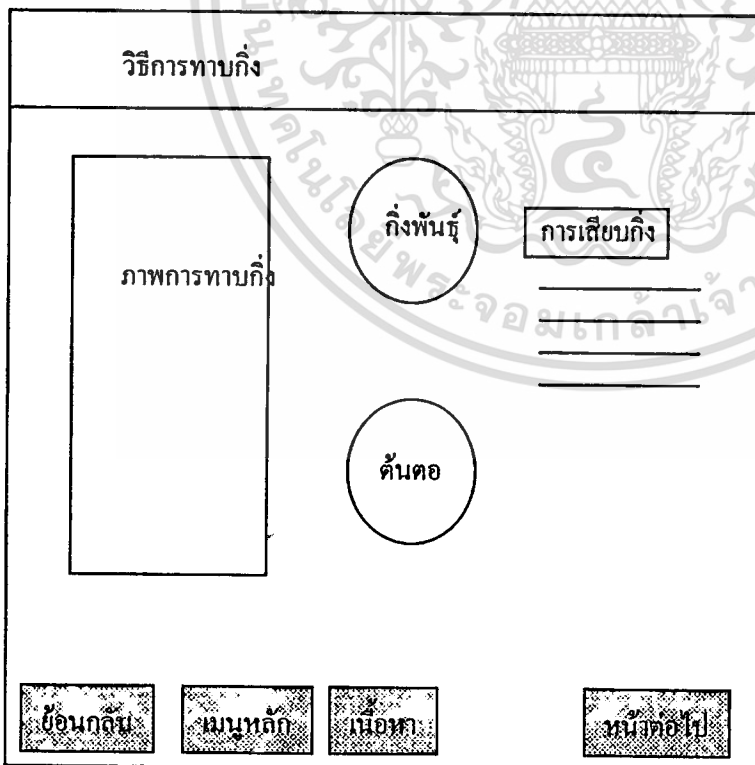 วิธีการทาบกิ่ง
กิ่งพันธุ์
การเสียบกิ่ง
ภาพการทาบกิ่ง
ต้นตอ
ย้อนกลับ
เมนูหลัก
เนื้อหา
หน้าต่อไป